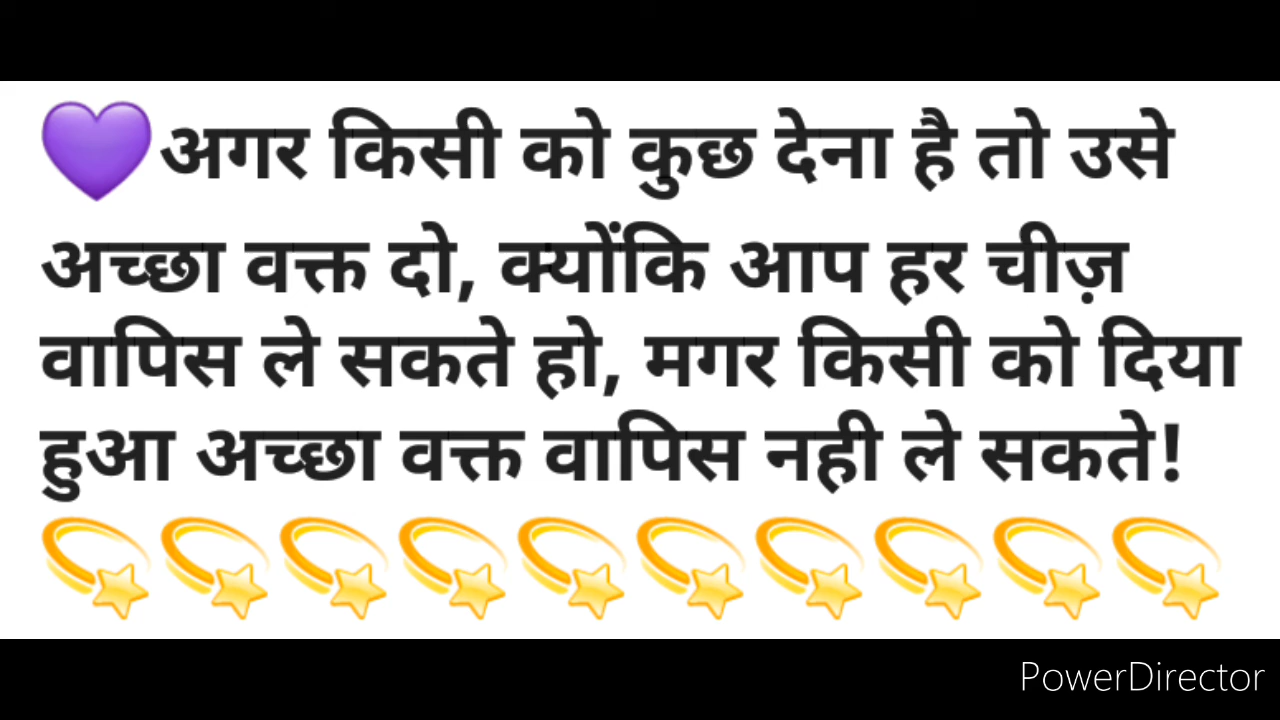 💜अगर किसी को कुछ देना है तो उसे
अच्छा वक्त दो, क्योंकि आप हर चीज़
वापिस ले सकते हो, मगर किसी को दिया
हुआ अच्छा वक्त वापिस नही ले सकते!
💫💫💫💫💫💫💫💫💫💫
PowerDirector